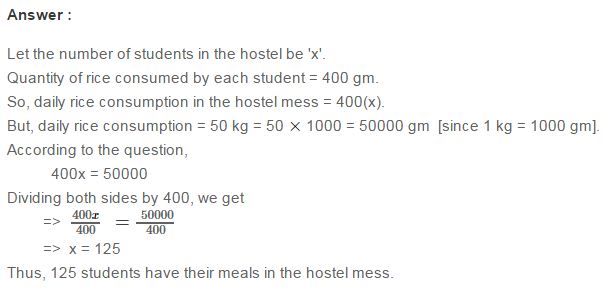 Answer :
Let the number of students in the hostel be 'x'.
Quantity of rice consumed by each student = 400 gm.
So, daily rice consumption in the hostel mess = 400(x).
But, daily rice consumption = 50 kg = 50 × 1000 = 50000 gm [since 1 kg = 1000 gm].
According to the question,
400x = 50000
Dividing both sides by 400, we get
=> 400x/400 = 50000/400
=> x = 125
Thus, 125 students have their meals in the hostel mess.